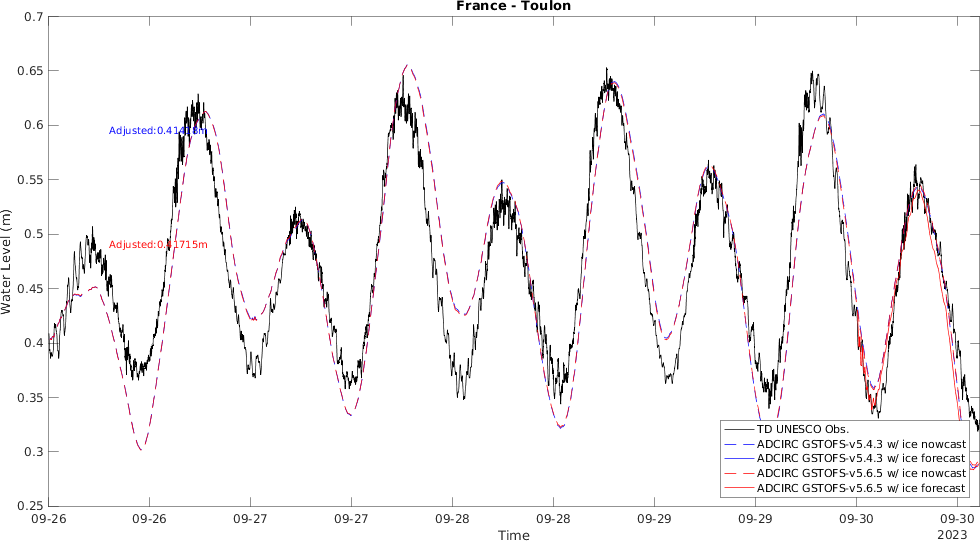 France - Toulon
0.7
0.65
0.6
0.55
0.5
0.45
0.4
0.35
0.3
0.25
Water Level (m)
Adjusted:0.41715m
TD UNESCO Obs.
ADCIRC GSTOFS-v5.4.3 w/ ice nowcast
ADCIRC GSTOFS-v5.4.3 w/ ice forecast
ADCIRC GSTOFS-v5.6.5 w/ ice nowcast
ADCIRC GSTOFS-v5.6.5 w/ ice forecast
09-26 09-26 09-27 09-27 09-28 09-28 09-29 09-29 09-30 09-30
Time
2023